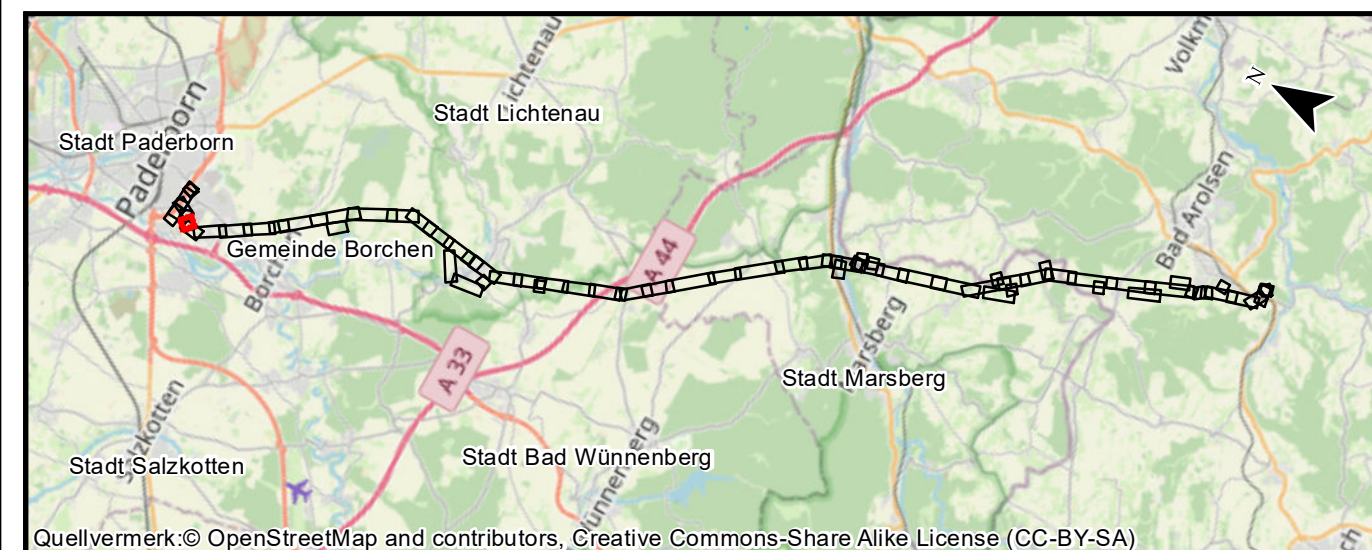 Volkm
Lichtenau
N
Stadt Lichtenau
Stadt Paderborn
Paderborn
Bad Arolsen
Gemeinde Borchen
Borchen
A 44
Marsberg
A 33
Stadt Marsberg
Salzkotten
Stadt Salzkotten
Stadt Bad Wünnenberg
Wünnenberg
Quellvermerk:© OpenStreetMap and contributors, Creative Commons-Share Alike License (CC-BY-SA)